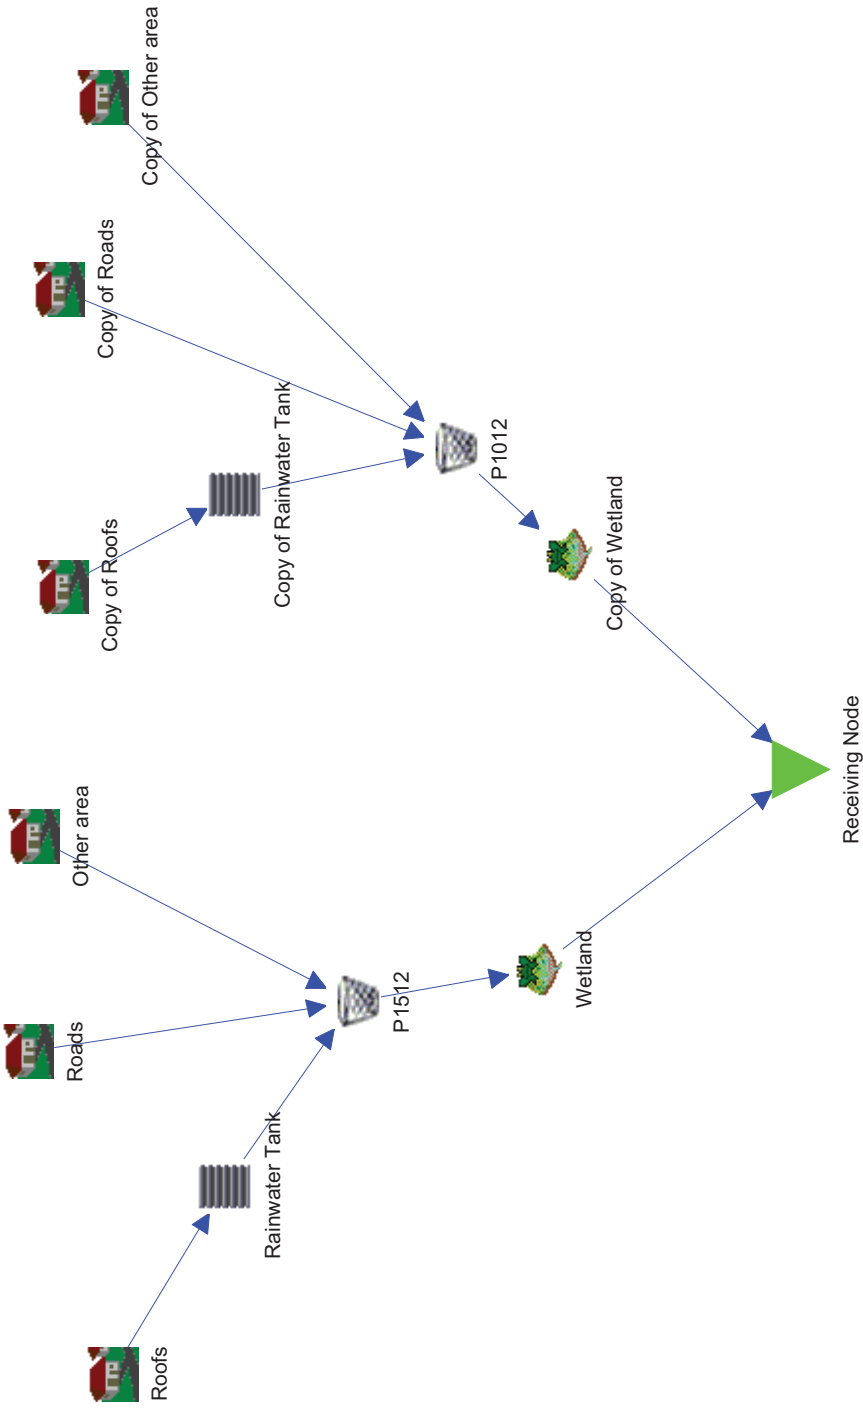 Roofs
Roads
Other area
Rainwater Tank
P1512
Wetland
Copy of Roofs
Copy of Roads
Copy of Other area
Copy of Rainwater Tank
P1012
Copy of Wetland
Receiving Node